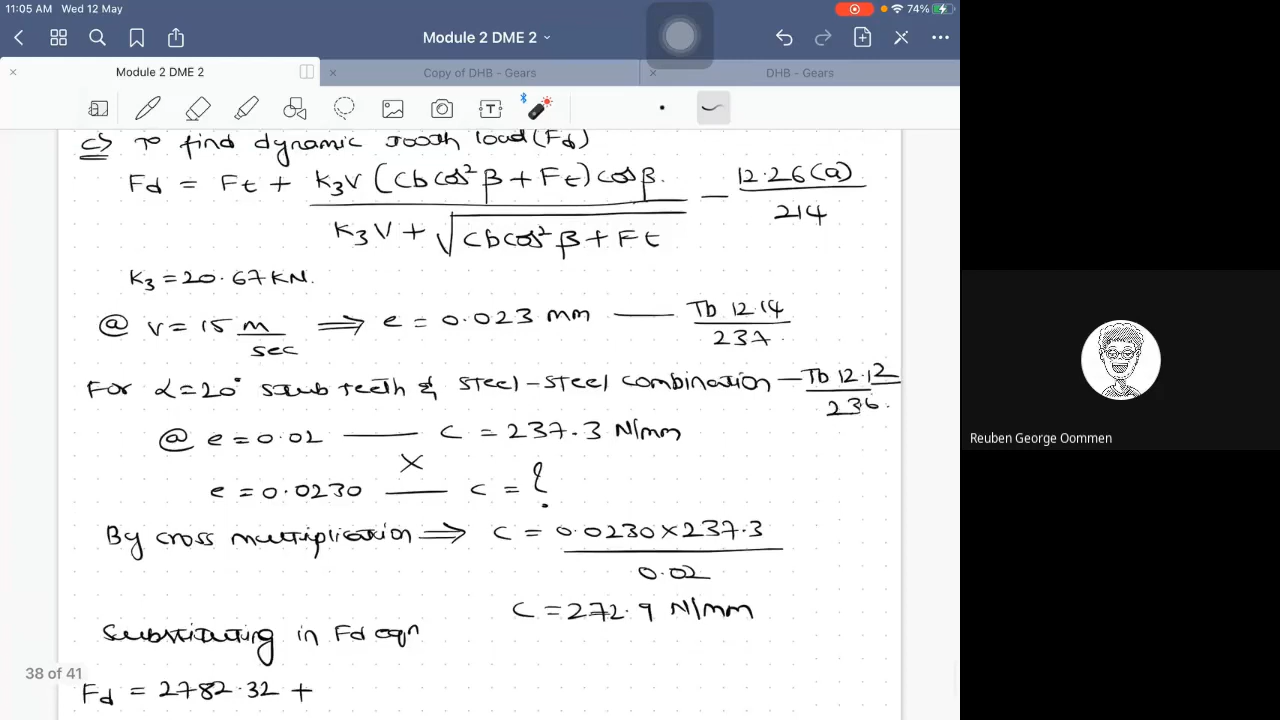 11:05 AM Wed 12 May
74%
Module 2 DME 2
Module 2 DME 2
Copy of DHB - Gears
DHB - Gears
c> To find dynamic tooth load (Fd)
Fd = Ft + K3V (Cb cos² β + Ft) cos β / K3V + √Cb cos² β + Ft — 12.26(a) / 214
K3 = 20.67 KN.
@ V = 15 m/sec ⟹ e = 0.023 mm — Tb 12.14 / 237.
For α = 20° stub teeth & steel-steel combination — Tb 12.12 / 236.
@ e = 0.02 — C = 237.3 N/mm
X
e = 0.0230 — C = ?
By cross multiplication ⟹ C = 0.0230 X 237.3 / 0.02
C = 272.9 N/mm
Substituting in Fd eqn
38 of 41
Fd = 2782.32 +
Reuben George Oommen